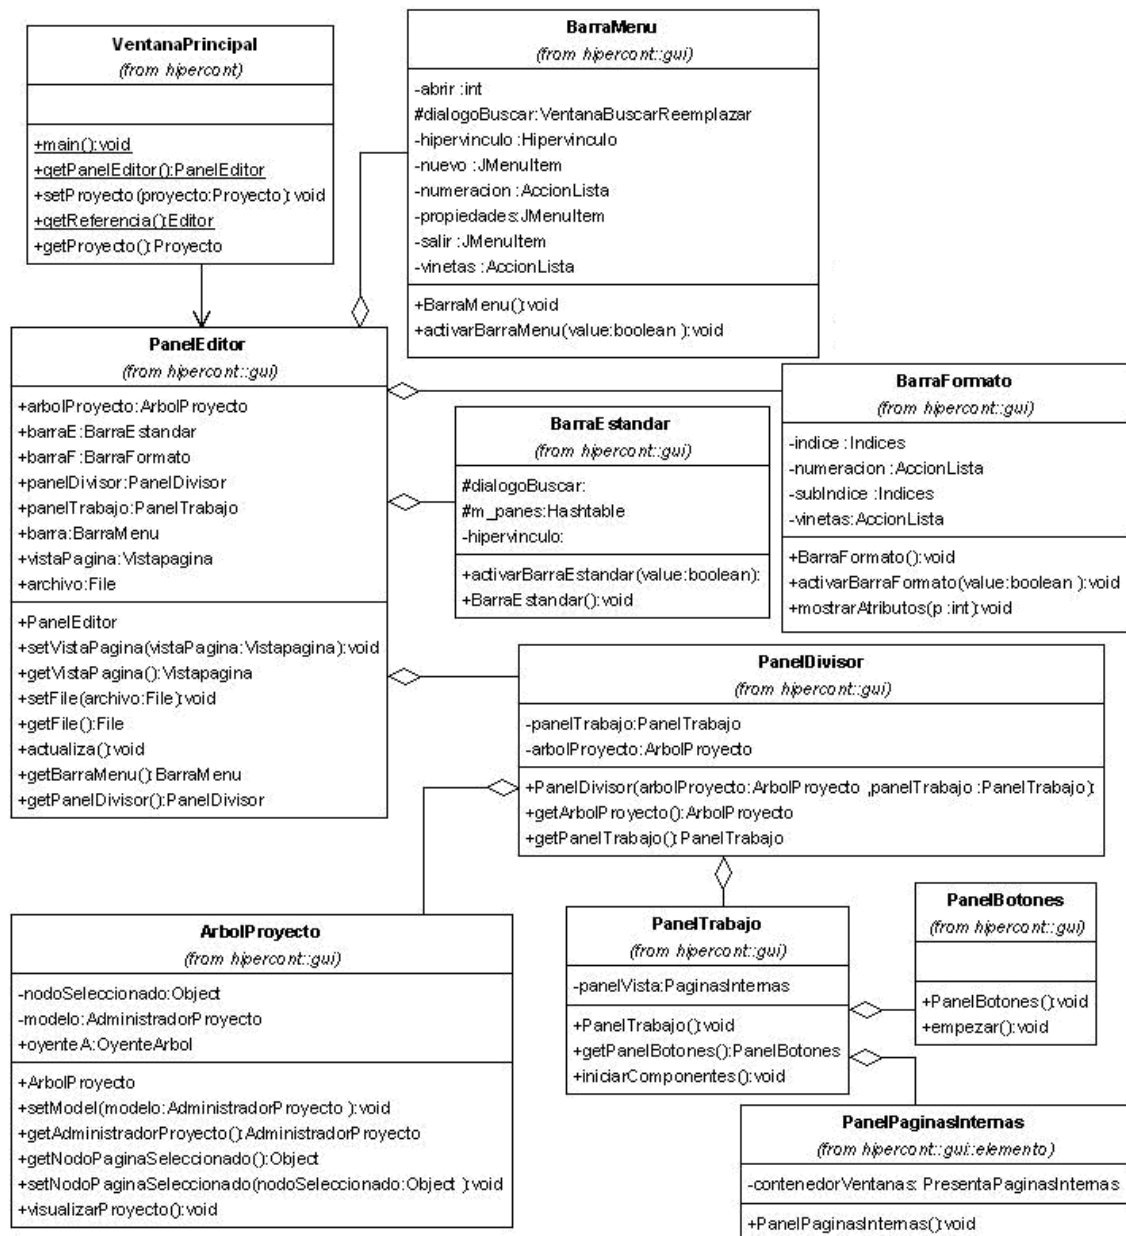 VentanaPrincipal
(from hipercont)
+main():void
+getPanelEditor():PanelEditor
+setProyecto(proyecto:Proyecto):void
+getReferencia():Editor
+getProyecto():Proyecto
BarraMenu
(from hipercont::gui)
-abrir :int
#dialogoBuscar:VentanaBuscarReemplazar
-hipervinculo :Hipervinculo
-nuevo :JMenuItem
-numeracion :AccionLista
-propiedades:JMenuItem
-salir :JMenuItem
-vinetas :AccionLista
+BarraMenu():void
+activarBarraMenu(value:boolean ):void
PanelEditor
(from hipercont::gui)
+arbolProyecto:ArbolProyecto
+barraE:BarraEstandar
+barraF:BarraFormato
+panelDivisor:PanelDivisor
+panelTrabajo:PanelTrabajo
+barra:BarraMenu
+vistaPagina:Vistapagina
+archivo:File
+PanelEditor
+setVistaPagina(vistaPagina:Vistapagina):void
+getVistaPagina():Vistapagina
+setFile(archivo:File):void
+getFile():File
+actualiza():void
+getBarraMenu():BarraMenu
+getPanelDivisor():PanelDivisor
BarraFormato
(from hipercont::gui)
-indice :Indices
-numeracion :AccionLista
-subIndice :Indices
-vinetas:AccionLista
+BarraFormato():void
+activarBarraFormato(value:boolean ):void
+mostrarAtributos(p :int):void
BarraEstandar
(from hipercont::gui)
#dialogoBuscar:
#m_panes:Hashtable
-hipervinculo:
+activarBarraEstandar(value:boolean):
+BarraEstandar():void
PanelDivisor
(from hipercont::gui)
-panelTrabajo:PanelTrabajo
-arbolProyecto:ArbolProyecto
+PanelDivisor(arbolProyecto:ArbolProyecto ,panelTrabajo :PanelTrabajo):
+getArbolProyecto():ArbolProyecto
+getPanelTrabajo():PanelTrabajo
ArbolProyecto
(from hipercont::gui)
-nodoSeleccionado:Object
-modelo:AdministradorProyecto
+oyenteA:OyenteArbol
+ArbolProyecto
+setModel(modelo:AdministradorProyecto ):void
+getAdministradorProyecto():AdministradorProyecto
+getNodoPaginaSeleccionado():Object
+setNodoPaginaSeleccionado(nodoSeleccionado:Object ):void
+visualizarProyecto():void
PanelTrabajo
(from hipercont::gui)
-panelVista:PaginasInternas
+PanelTrabajo():void
+getPanelBotones():PanelBotones
+iniciarComponentes():void
PanelBotones
(from hipercont::gui)
+PanelBotones():void
+empezar():void
PanelPaginasInternas
(from hipercont::gui::elemento)
-contenedorVentanas: PresentaPaginasInternas
+PanelPaginasInternas():void